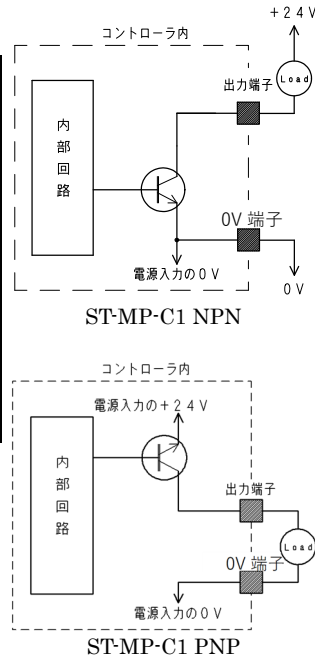 +24V
コントローラ内
Load
出力端子
内部回路
0V 端子
電源入力の0V
0V
ST-MP-C1 NPN
コントローラ内
電源入力の+24V
内部回路
出力端子
Load
0V 端子
電源入力の0V
ST-MP-C1 PNP